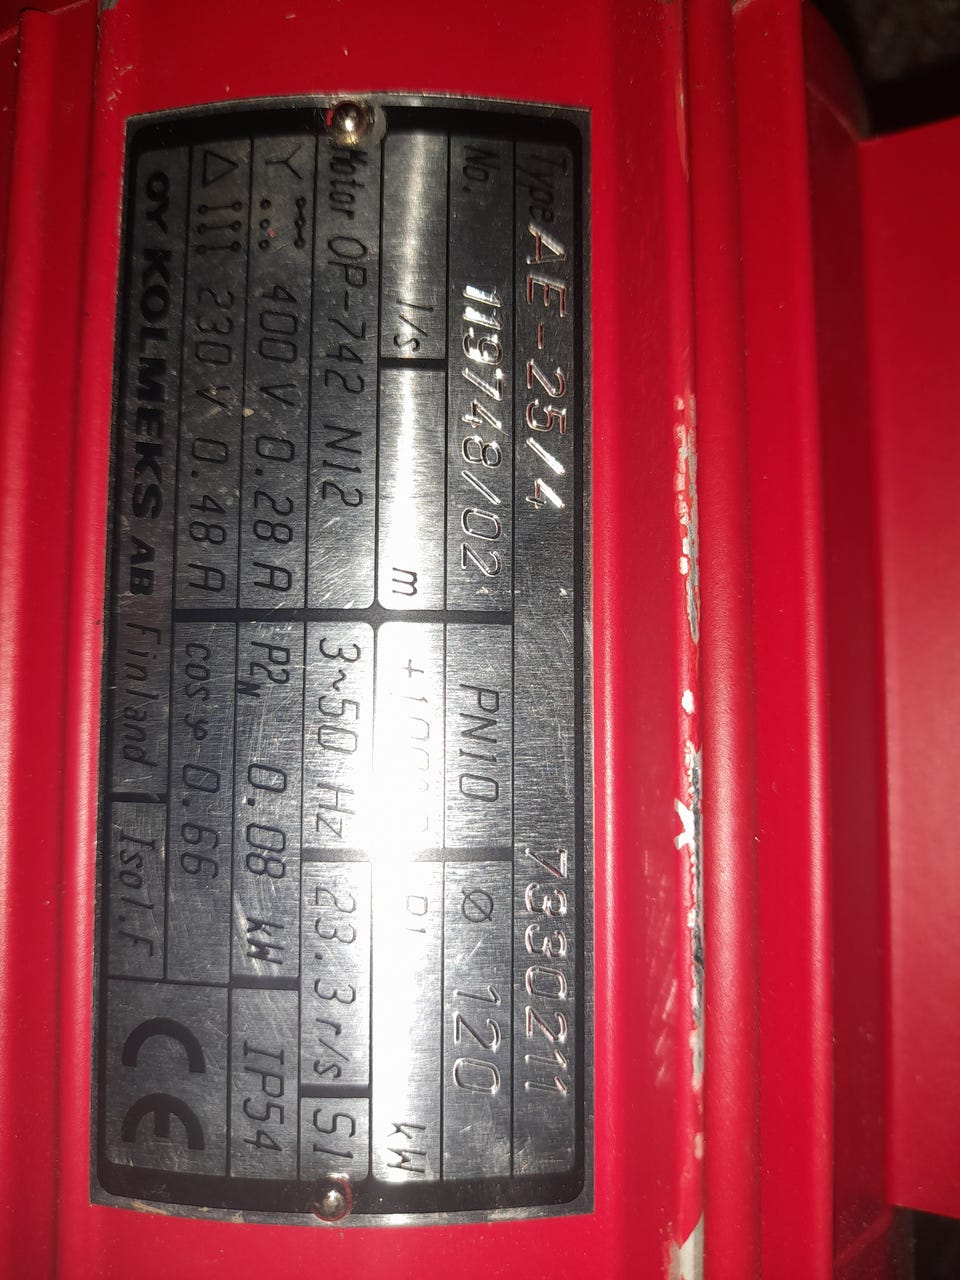 Type AE-25/4 733021
No. 119748/02 PN10 Ø 120
l/s m kW
Motor OP-742 N12 3~50 Hz 23.3 r/s S1
Y 400 V 0.28 A P2N 0.08 kW IP54
△ 230 V 0.48 A cos φ 0.66
OY KOLMEKS AB Finland Isol.F CE